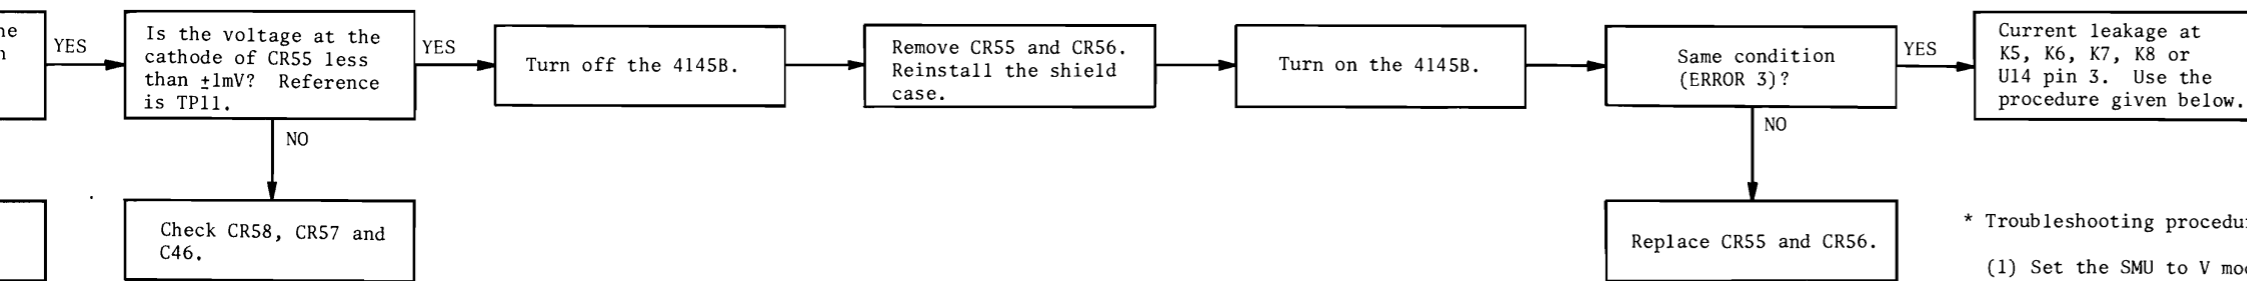 YES
Is the voltage at the
cathode of CR55 less
than ±1mV? Reference
is TP11.
YES
NO
Check CR58, CR57 and
C46.
Turn off the 4145B.
Remove CR55 and CR56.
Reinstall the shield
case.
Turn on the 4145B.
Same condition
(ERROR 3)?
YES
NO
Replace CR55 and CR56.
Current leakage at
K5, K6, K7, K8 or
U14 pin 3. Use the
procedure given below.
* Troubleshooting
(1) Set the SMU to V